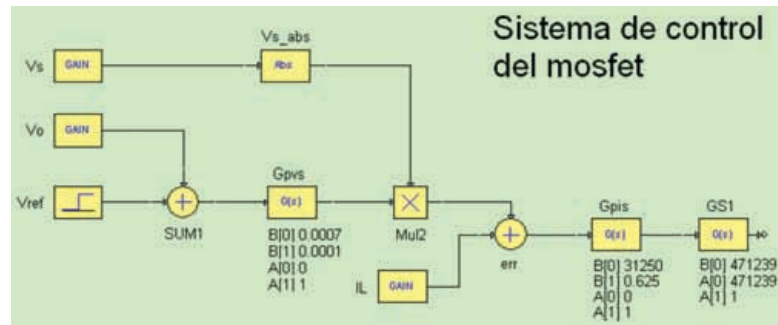 Sistema de control
del mosfet
Vs_abs
Vs
GAIN
Abs
Vo
GAIN
Gpvs
Vref
G(s)
SUM1
B[0] 0.0007
B[1] 0.0001
A[0] 0
A[1] 1
Mul2
IL
GAIN
err
Gpis
G(s)
B[0] 31250
B[1] 0.625
A[0] 0
A[1] 1
GS1
G(s)
B[0] 471239
A[0] 471239
A[1] 1